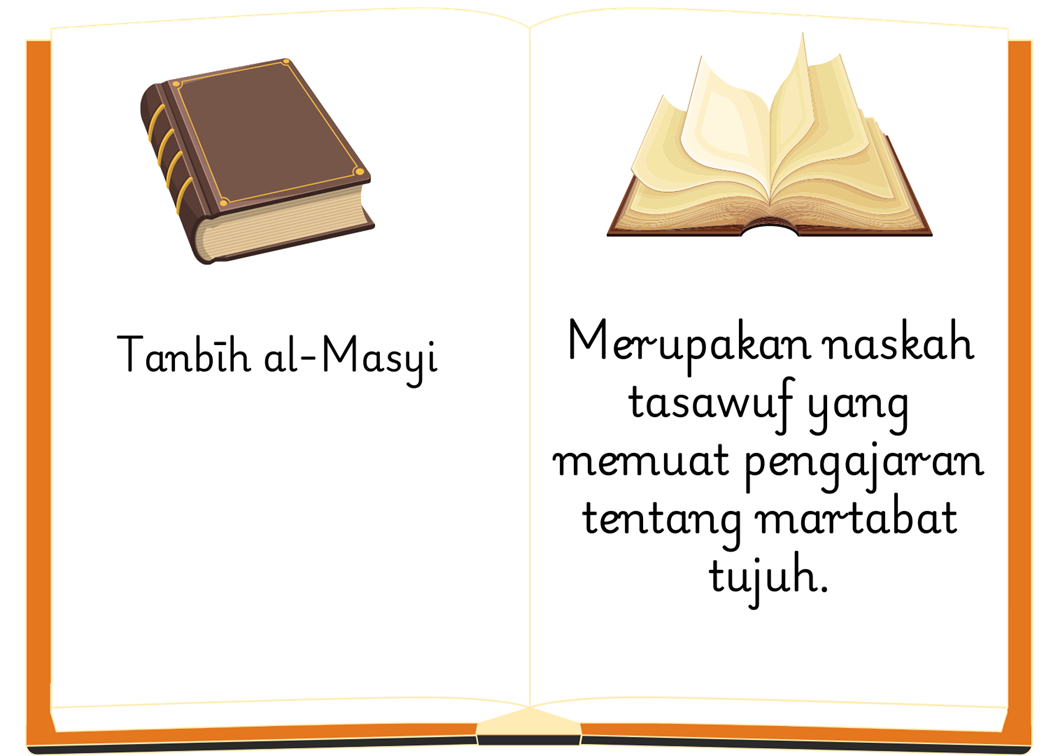 Tanbīh al-Masyi
Merupakan naskah
tasawuf yang
memuat pengajaran
tentang martabat
tujuh.